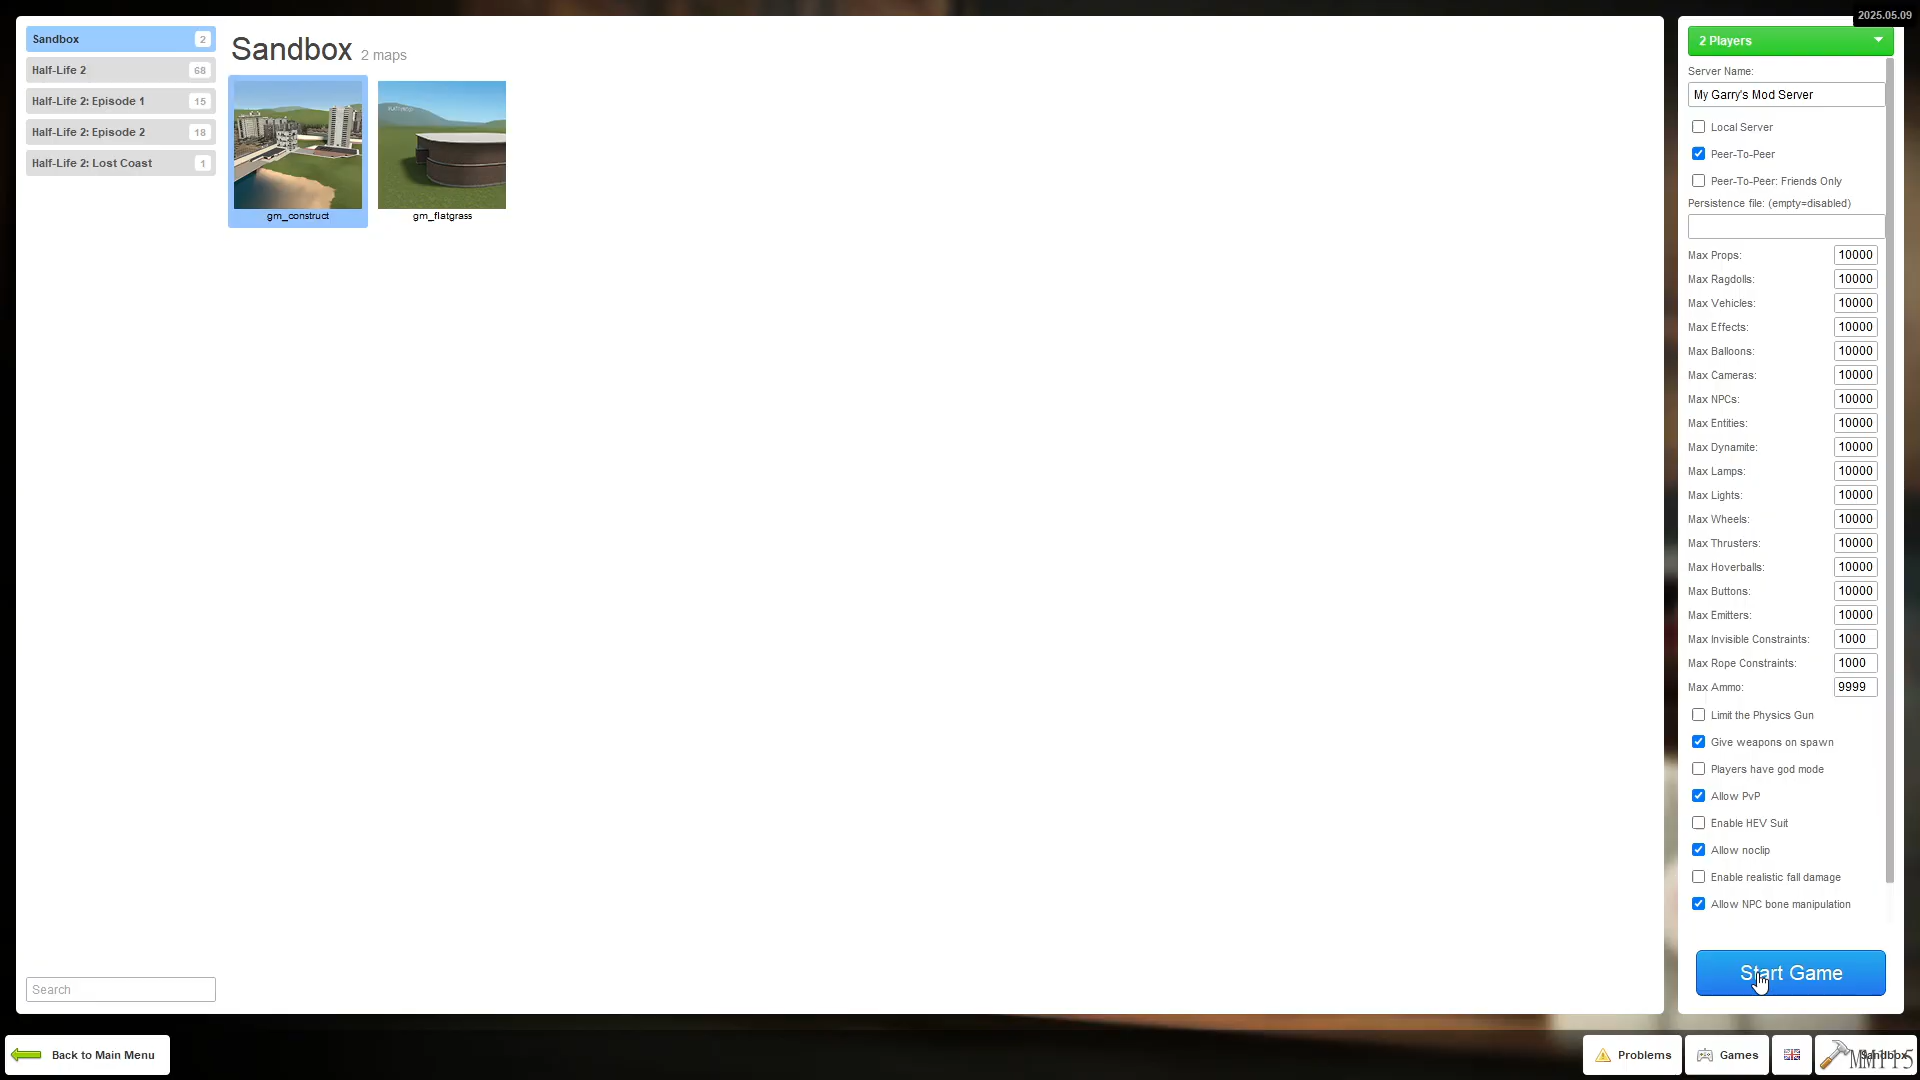 2025.05.09
Sandbox 2
Half-Life 2 68
Half-Life 2: Episode 1 15
Half-Life 2: Episode 2 18
Half-Life 2: Lost Coast 1
Sandbox 2 maps
gm_construct
gm_flatgrass
Search
2 Players
Server Name:
My Garry's Mod Server
Local Server
Peer-To-Peer
Peer-To-Peer: Friends Only
Persistence file: (empty=disabled)
Max Props: 10000
Max Ragdolls: 10000
Max Vehicles: 10000
Max Effects: 10000
Max Balloons: 10000
Max Cameras: 10000
Max NPCs: 10000
Max Entities: 10000
Max Dynamite: 10000
Max Lamps: 10000
Max Lights: 10000
Max Wheels: 10000
Max Thrusters: 10000
Max Hoverballs: 10000
Max Buttons: 10000
Max Emitters: 10000
Max Invisible Constraints: 1000
Max Rope Constraints: 1000
Max Ammo: 9999
Limit the Physics Gun
Give weapons on spawn
Players have god mode
Allow PvP
Enable HEV Suit
Allow noclip
Enable realistic fall damage
Allow NPC bone manipulation
Start Game
Back to Main Menu
Problems
Games
Sandbox
MM115